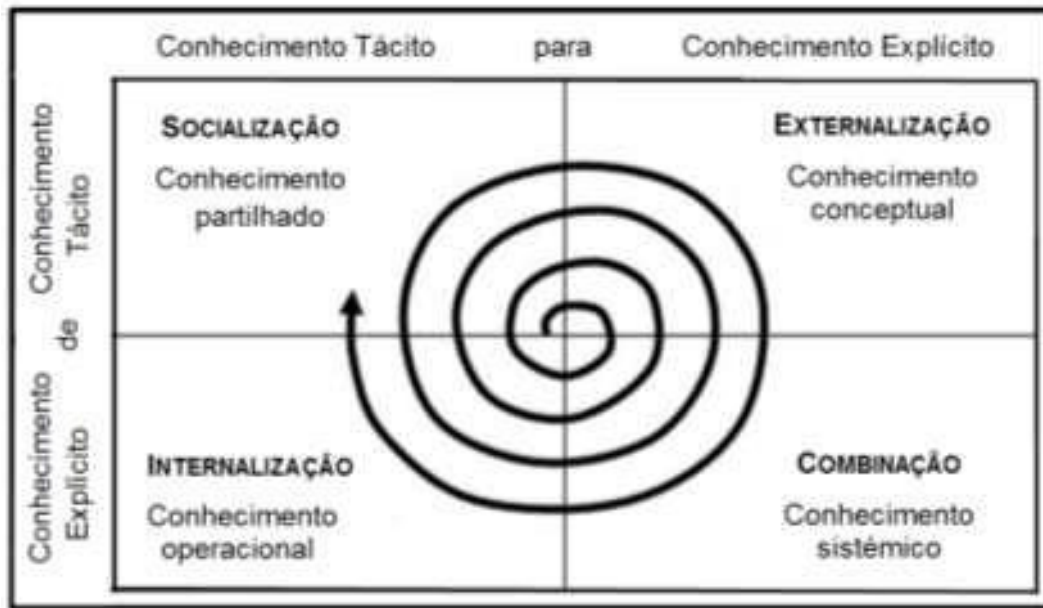 Conhecimento Tácito para Conhecimento Explícito
Conhecimento
Tácito
de
Conhecimento
Explícito
SOCIALIZAÇÃO
Conhecimento
partilhado
EXTERNALIZAÇÃO
Conhecimento
conceptual
INTERNALIZAÇÃO
Conhecimento
operacional
COMBINAÇÃO
Conhecimento
sistémico